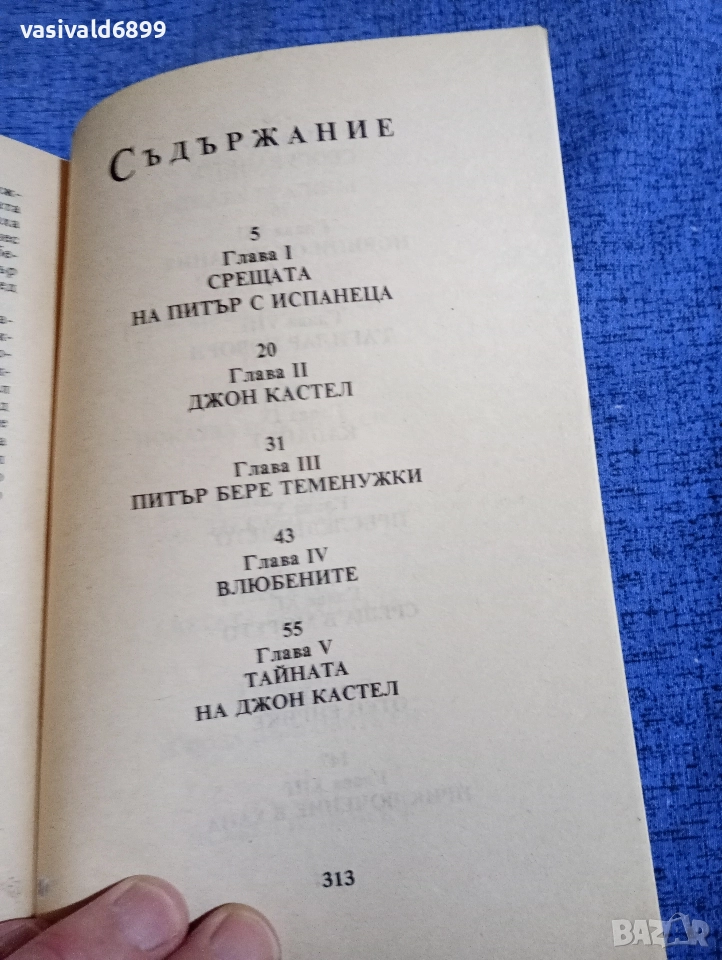 vasivald6899
СЪДЪРЖАНИЕ
5
Глава I
СРЕЩАТА
НА ПИТЪР С ИСПАНЕЦА
20
Глава II
ДЖОН КАСТЕЛ
31
Глава III
ПИТЪР БЕРЕ ТЕМЕНУЖКИ
43
Глава IV
ВЛЮБЕНИТЕ
55
Глава V
ТАЙНАТА
НА ДЖОН КАСТЕЛ
313
BAZAR